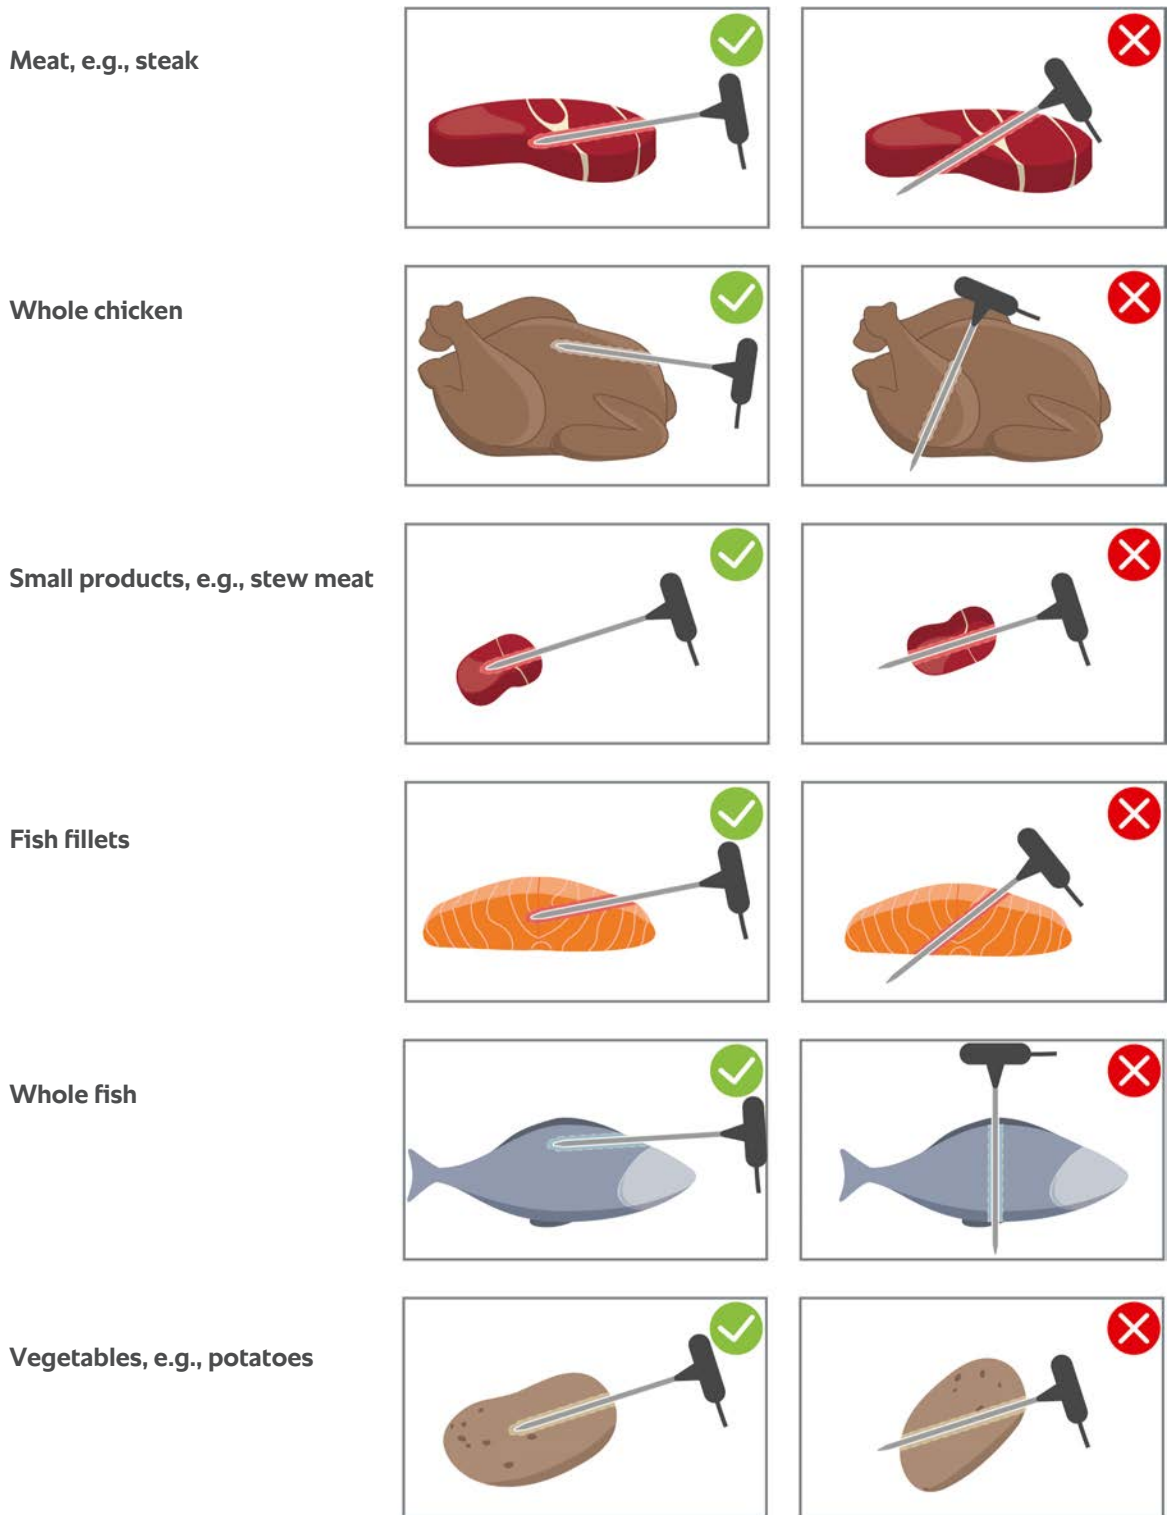 Meat, e.g., steak
Whole chicken
Small products, e.g., stew meat
Fish fillets
Whole fish
Vegetables, e.g., potatoes